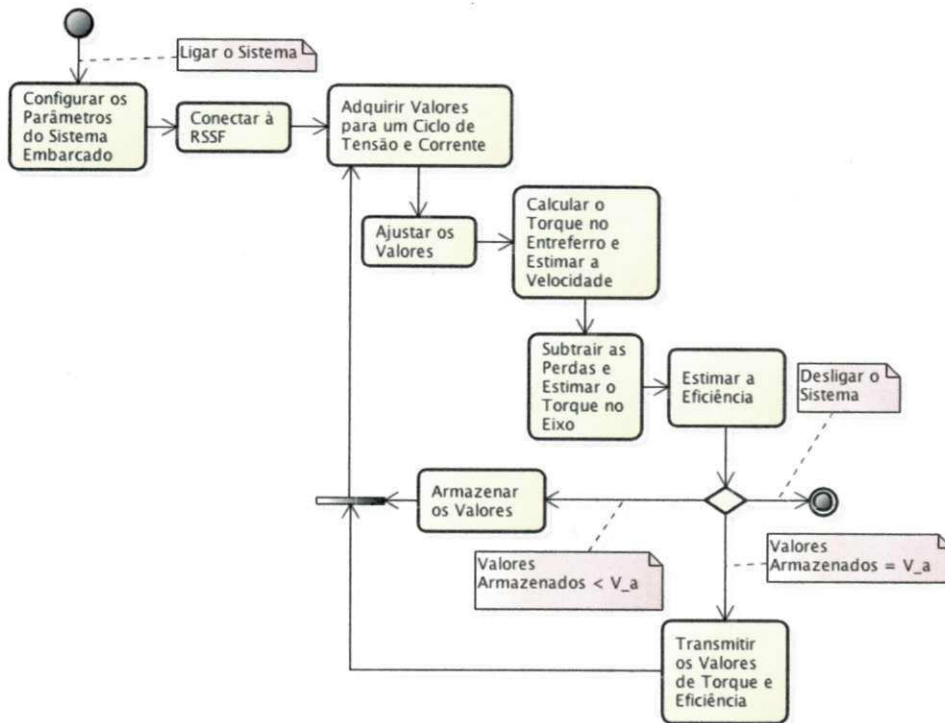 Ligar o Sistema
Configurar os
Parâmetros
do Sistema
Embarcado
Conectar à
RSSF
Adquirir Valores
para um Ciclo de
Tensão e Corrente
Ajustar os
Valores
Calcular o
Torque no
Entreferro e
Estimar a
Velocidade
Subtrair as
Perdas e
Estimar o
Torque no
Eixo
Estimar a
Eficiência
Desligar o
Sistema
Armazenar
os Valores
Valores
Armazenados < V_a
Valores
Armazenados = V_a
Transmitir
os Valores
de Torque e
Eficiência